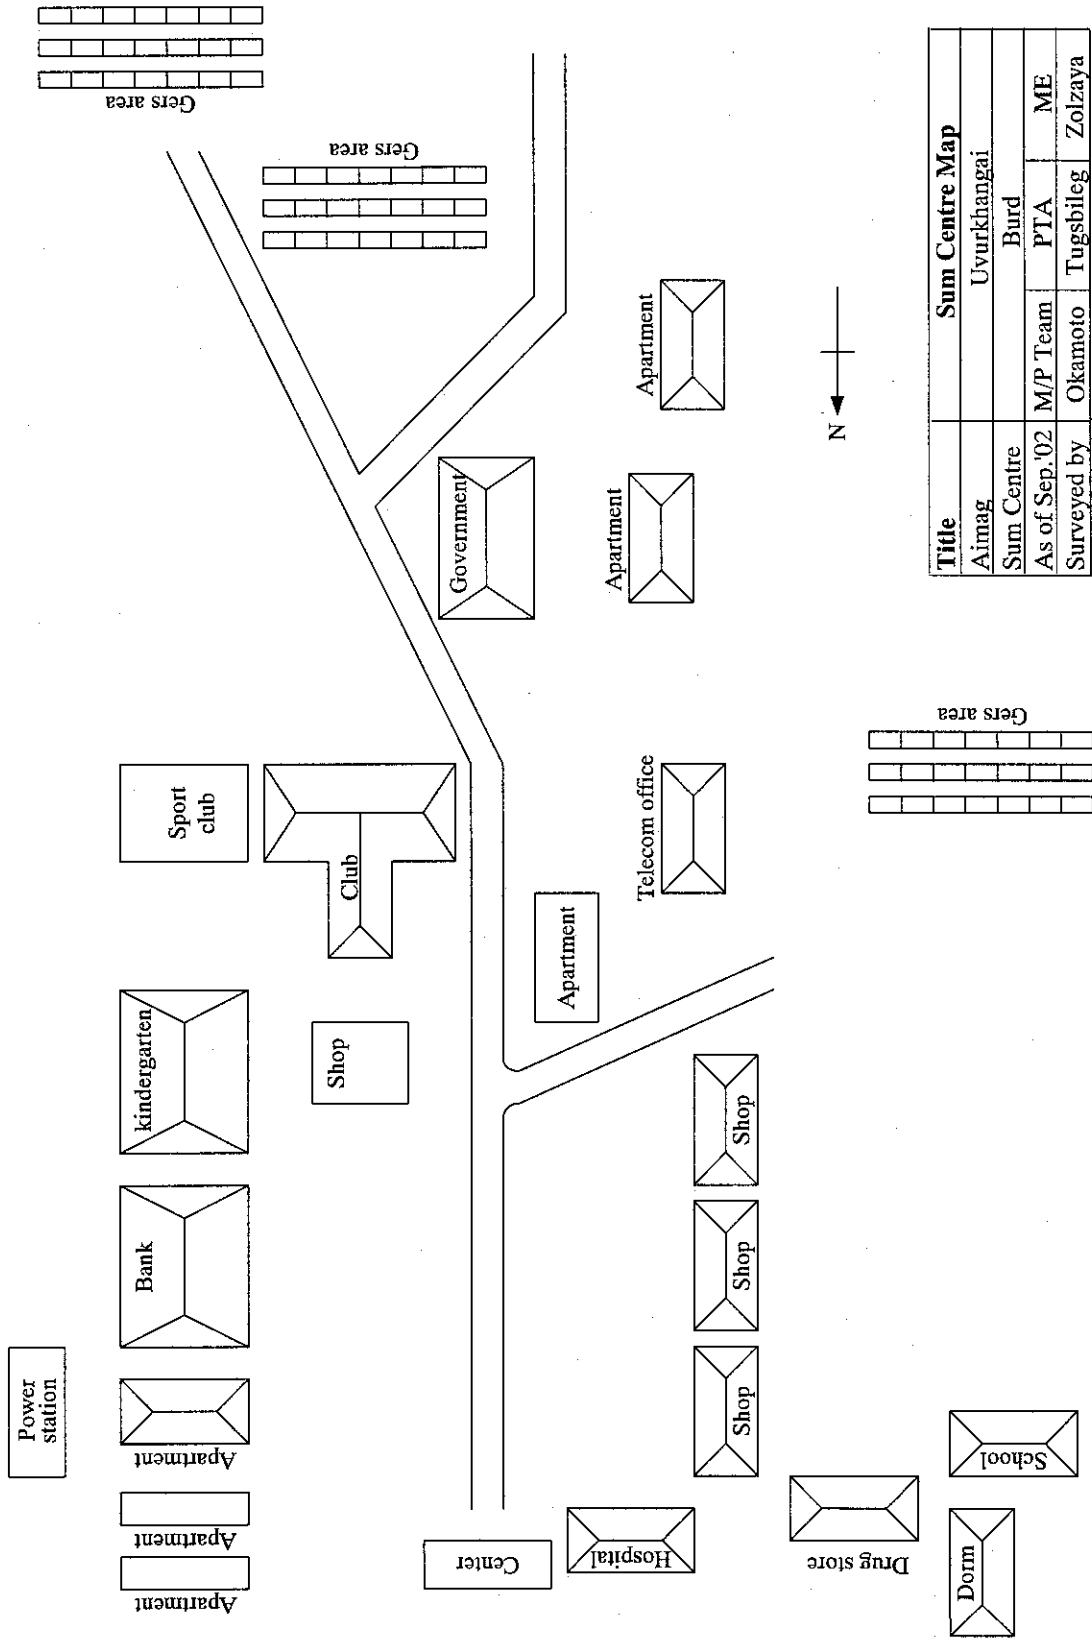 Power
station
Apartment
Apartment
Apartment
Bank
kindergarten
Sport
club
Gers area
Gers area
Shop
Club
Center
Hospital
Apartment
Government
Shop
Shop
Shop
Telecom office
Apartment
Apartment
Drug store
Dorm
School
Gers area
N
Title Sum Centre Map
Aimag Uvurkhangai
Sum Centre Burd
As of Sep.'02 M/P Team PTA ME
Surveyed by Okamoto Tugsbileg Zolzaya